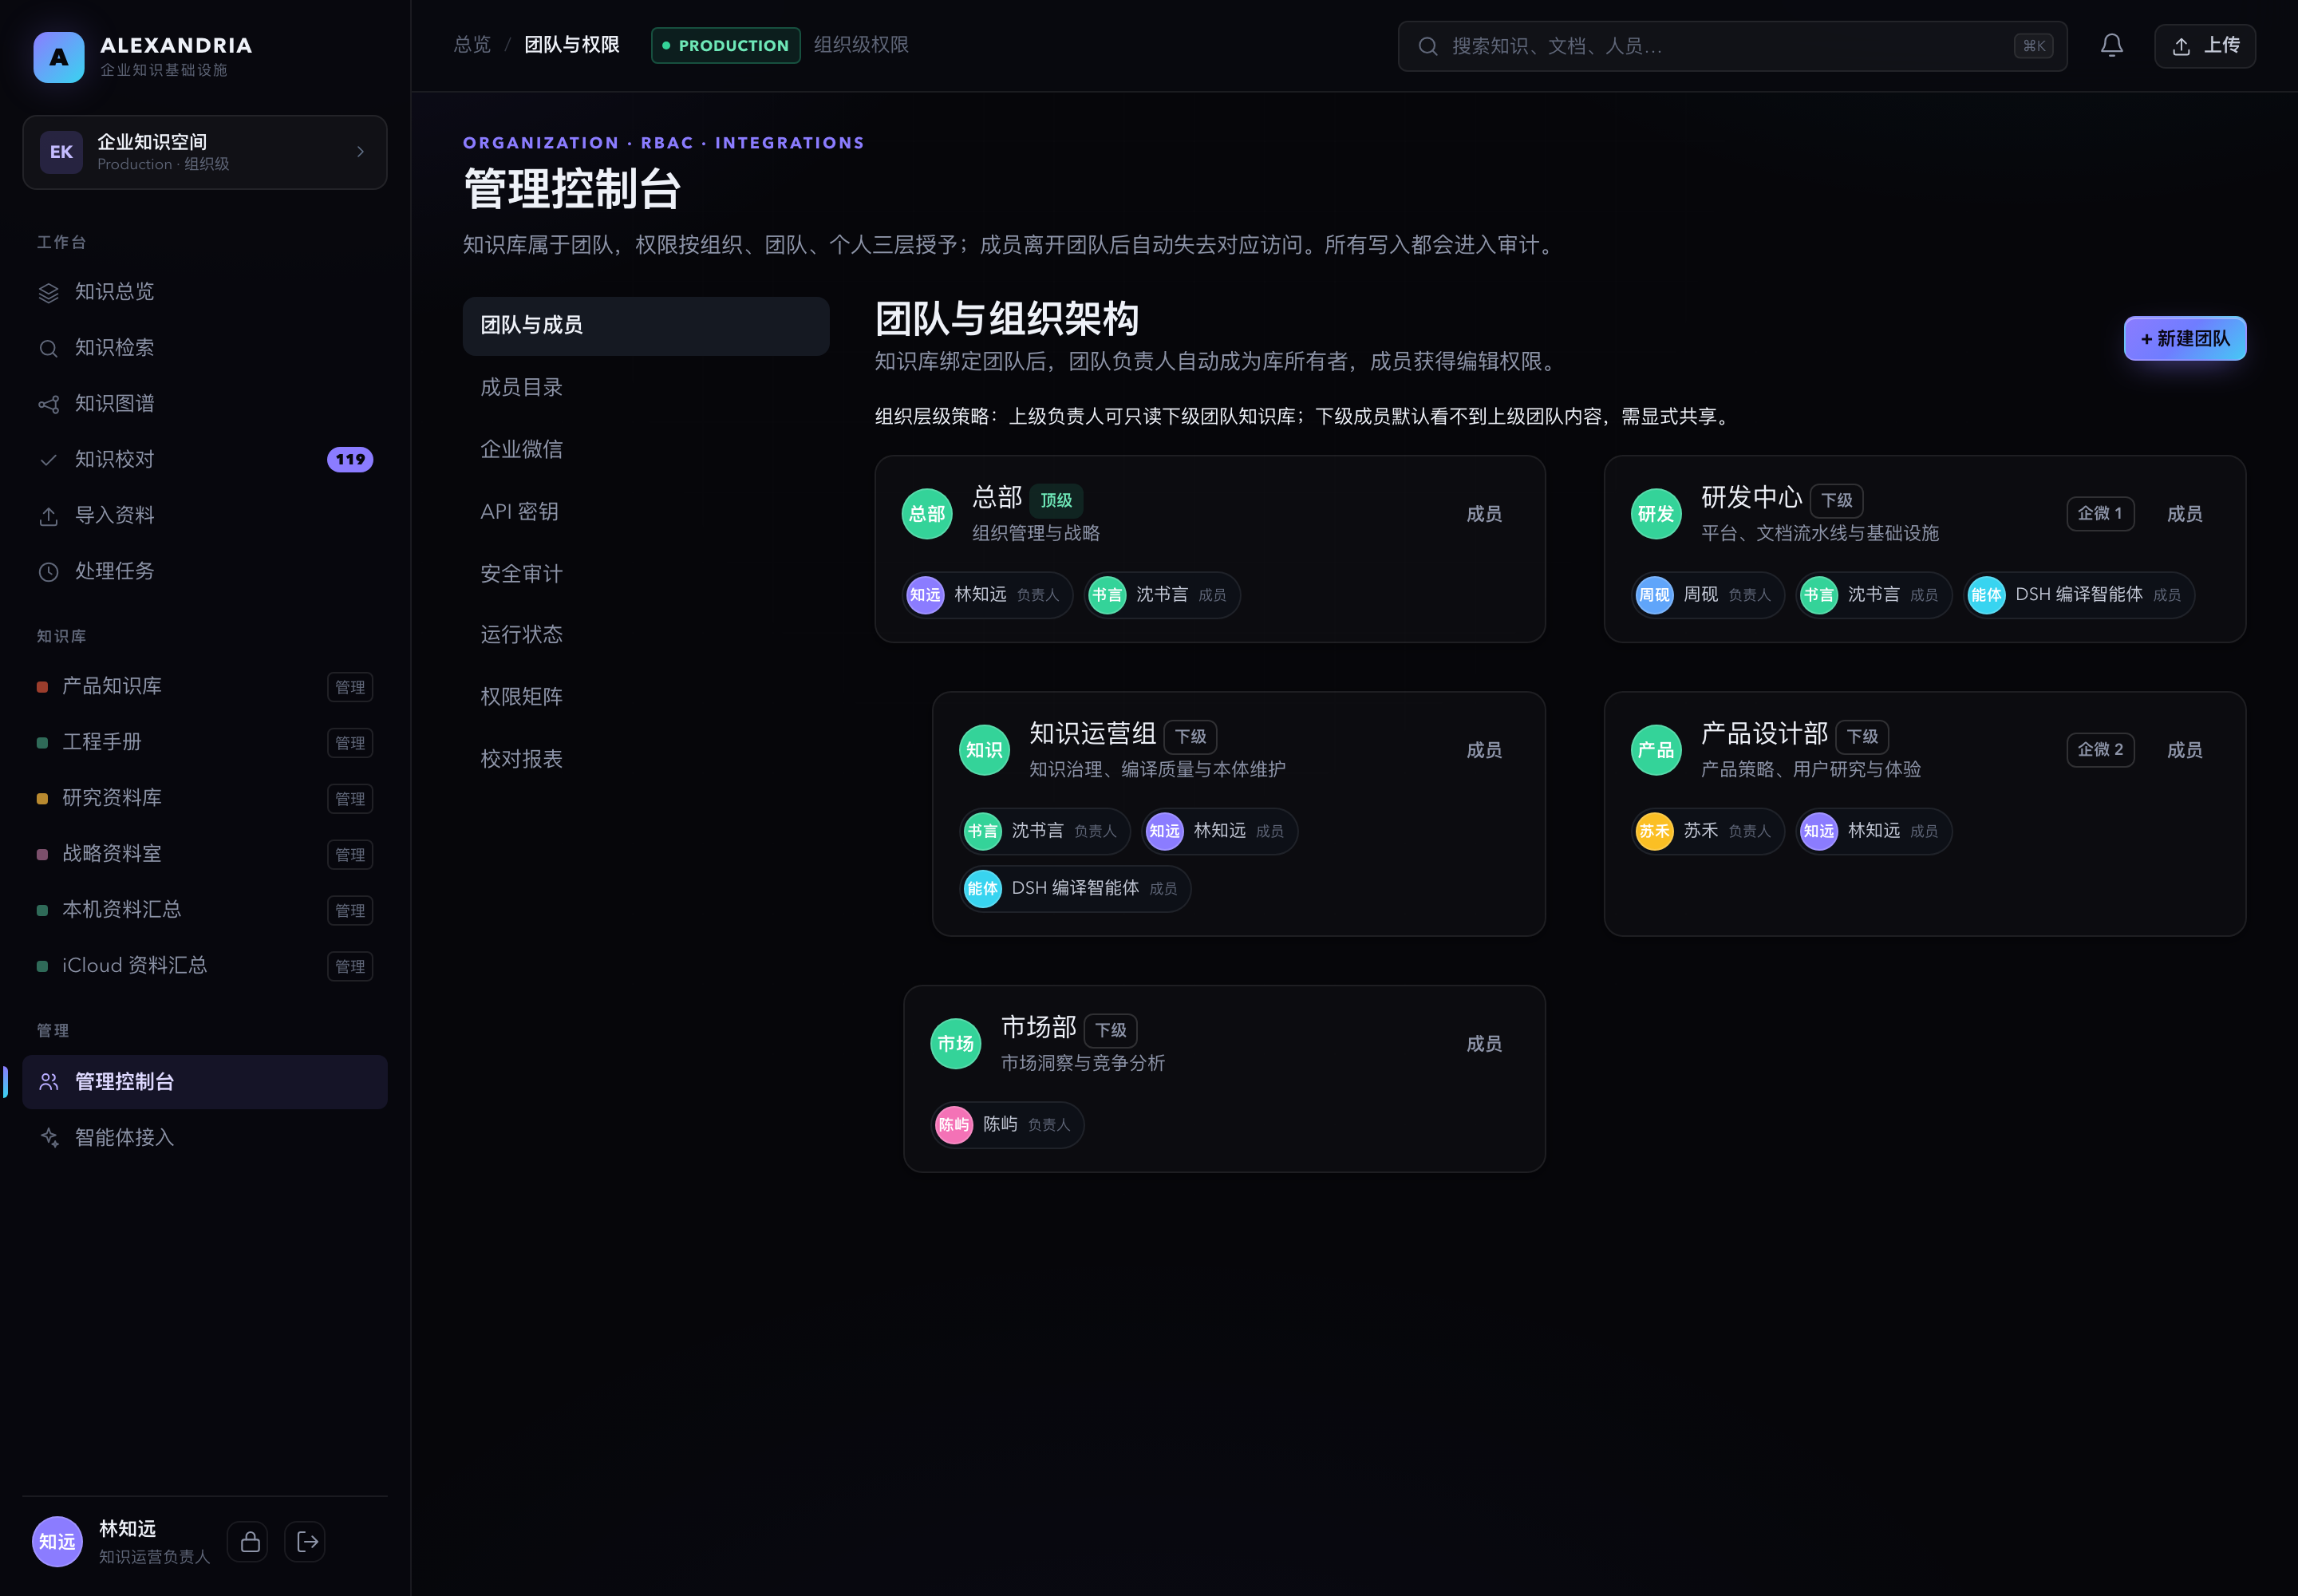 A
ALEXANDRIA
企业知识基础设施
EK
企业知识空间
Production · 组织级
工作台
知识总览
知识检索
知识图谱
知识校对
119
导入资料
处理任务
知识库
产品知识库
管理
工程手册
管理
研究资料库
管理
战略资料室
管理
本机资料汇总
管理
iCloud 资料汇总
管理
管理
管理控制台
智能体接入
知远
林知远
知识运营负责人
总览 / 团队与权限
PRODUCTION
组织级权限
搜索知识、文档、人员...
⌘K
上传
ORGANIZATION · RBAC · INTEGRATIONS
管理控制台
知识库属于团队，权限按组织、团队、个人三层授予；成员离开团队后自动失去对应访问。所有写入都会进入审计。
团队与成员
成员目录
企业微信
API 密钥
安全审计
运行状态
权限矩阵
校对报表
团队与组织架构
知识库绑定团队后，团队负责人自动成为库所有者，成员获得编辑权限。
+ 新建团队
组织层级策略：上级负责人可只读下级团队知识库；下级成员默认看不到上级团队内容，需显式共享。
总部
总部 顶级
组织管理与战略
成员
知远 林知远 负责人
书言 沈书言 成员
研发
研发中心 下级
平台、文档流水线与基础设施
企微 1
成员
周砚 周砚 负责人
书言 沈书言 成员
能体 DSH 编译智能体 成员
知识
知识运营组 下级
知识治理、编译质量与本体维护
成员
书言 沈书言 负责人
知远 林知远 成员
能体 DSH 编译智能体 成员
产品
产品设计部 下级
产品策略、用户研究与体验
企微 2
成员
苏禾 苏禾 负责人
知远 林知远 成员
市场
市场部 下级
市场洞察与竞争分析
成员
陈屿 陈屿 负责人